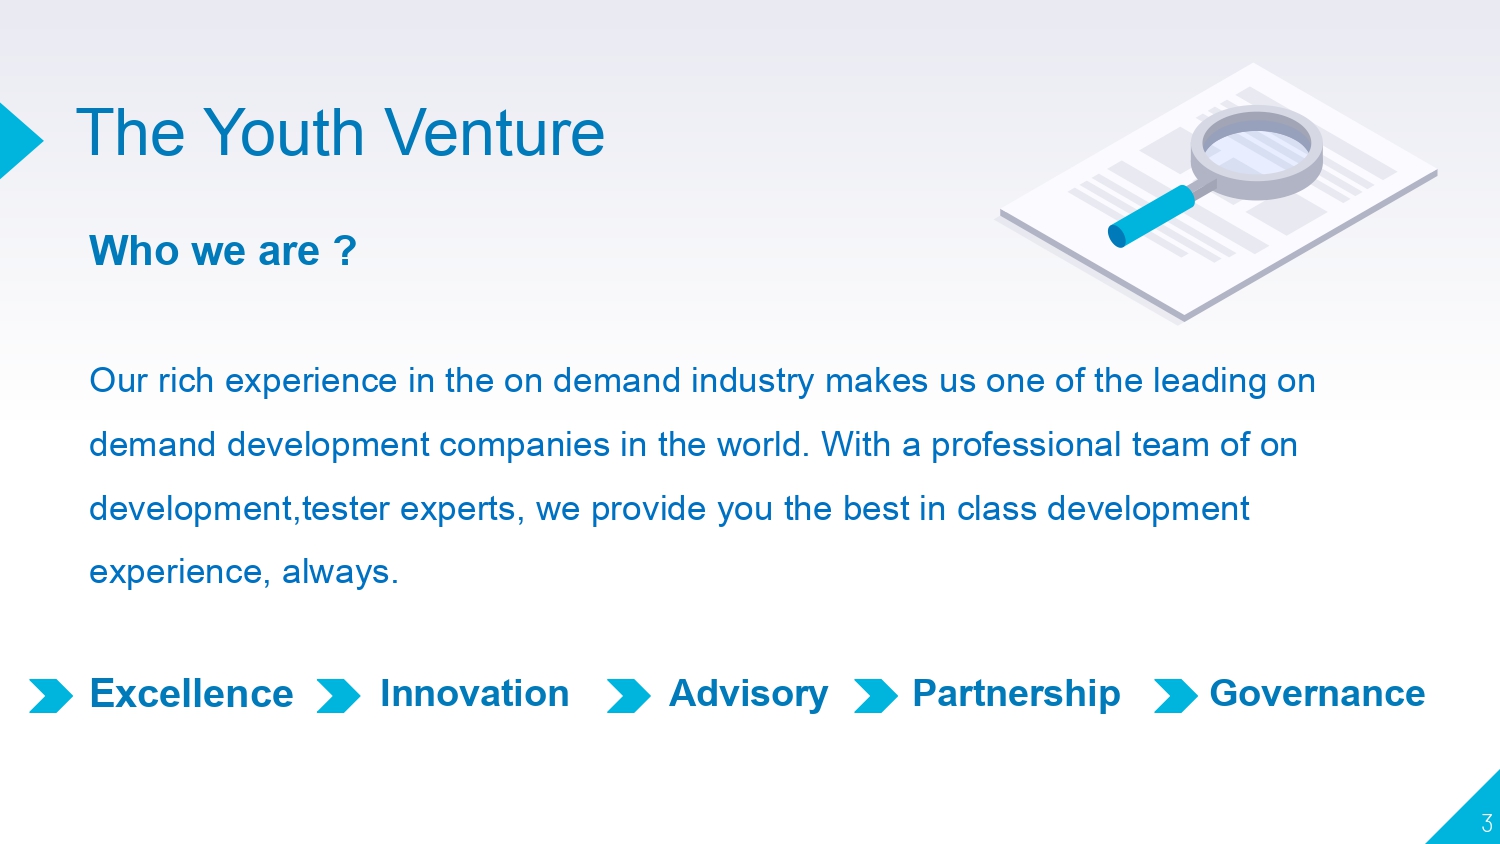 The Youth Venture
Who we are ?
Our rich experience in the on demand industry makes us one of the leading on
demand development companies in the world. With a professional team of on
development,tester experts, we provide you the best in class development
experience, always.
Excellence Innovation Advisory Partnership Governance
3